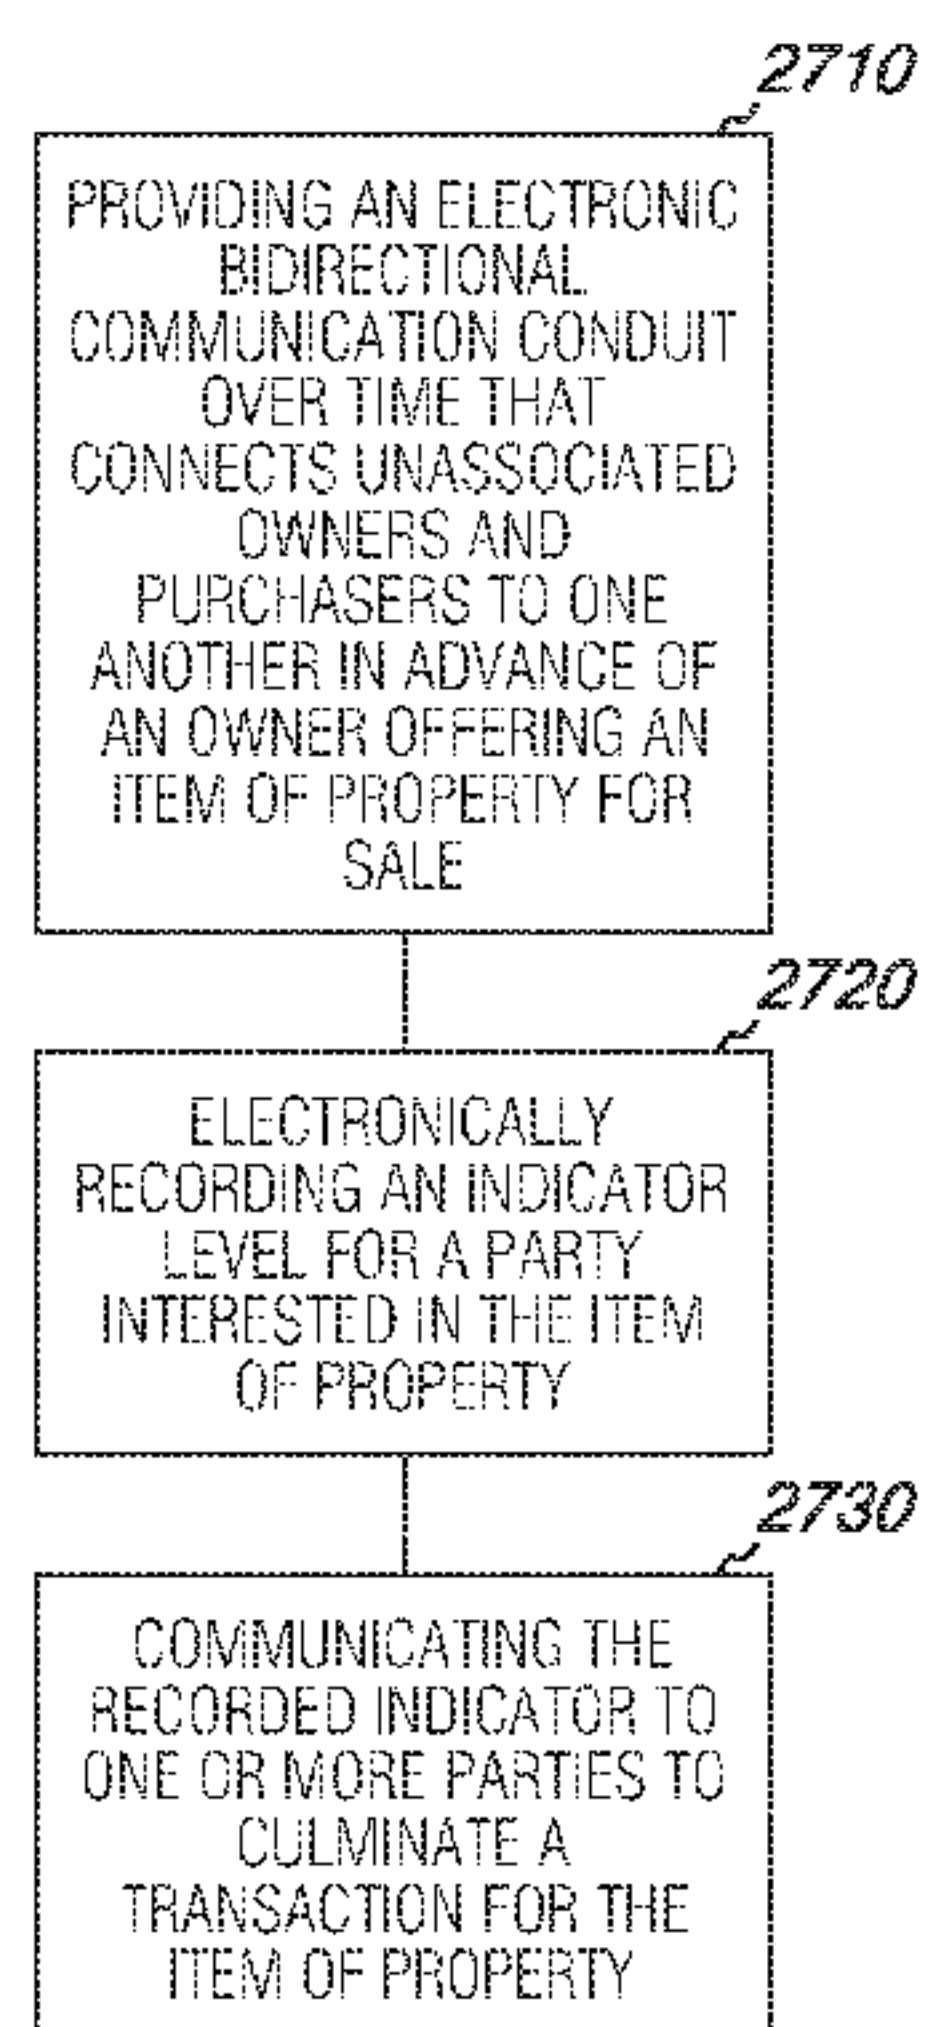 2710
PROVIDING AN ELECTRONIC
BIDIRECTIONAL
COMMUNICATION CONDUIT
OVER TIME THAT
CONNECTS UNASSOCIATED
OWNERS AND
PURCHASERS TO ONE
ANOTHER IN ADVANCE OF
AN OWNER OFFERING AN
ITEM OF PROPERTY FOR
SALE
2720
ELECTRONICALLY
RECORDING AN INDICATOR
LEVEL FOR A PARTY
INTERESTED IN THE ITEM
OF PROPERTY
2730
COMMUNICATING THE
RECORDED INDICATOR TO
ONE OR MORE PARTIES TO
CULMINATE A
TRANSACTION FOR THE
ITEM OF PROPERTY